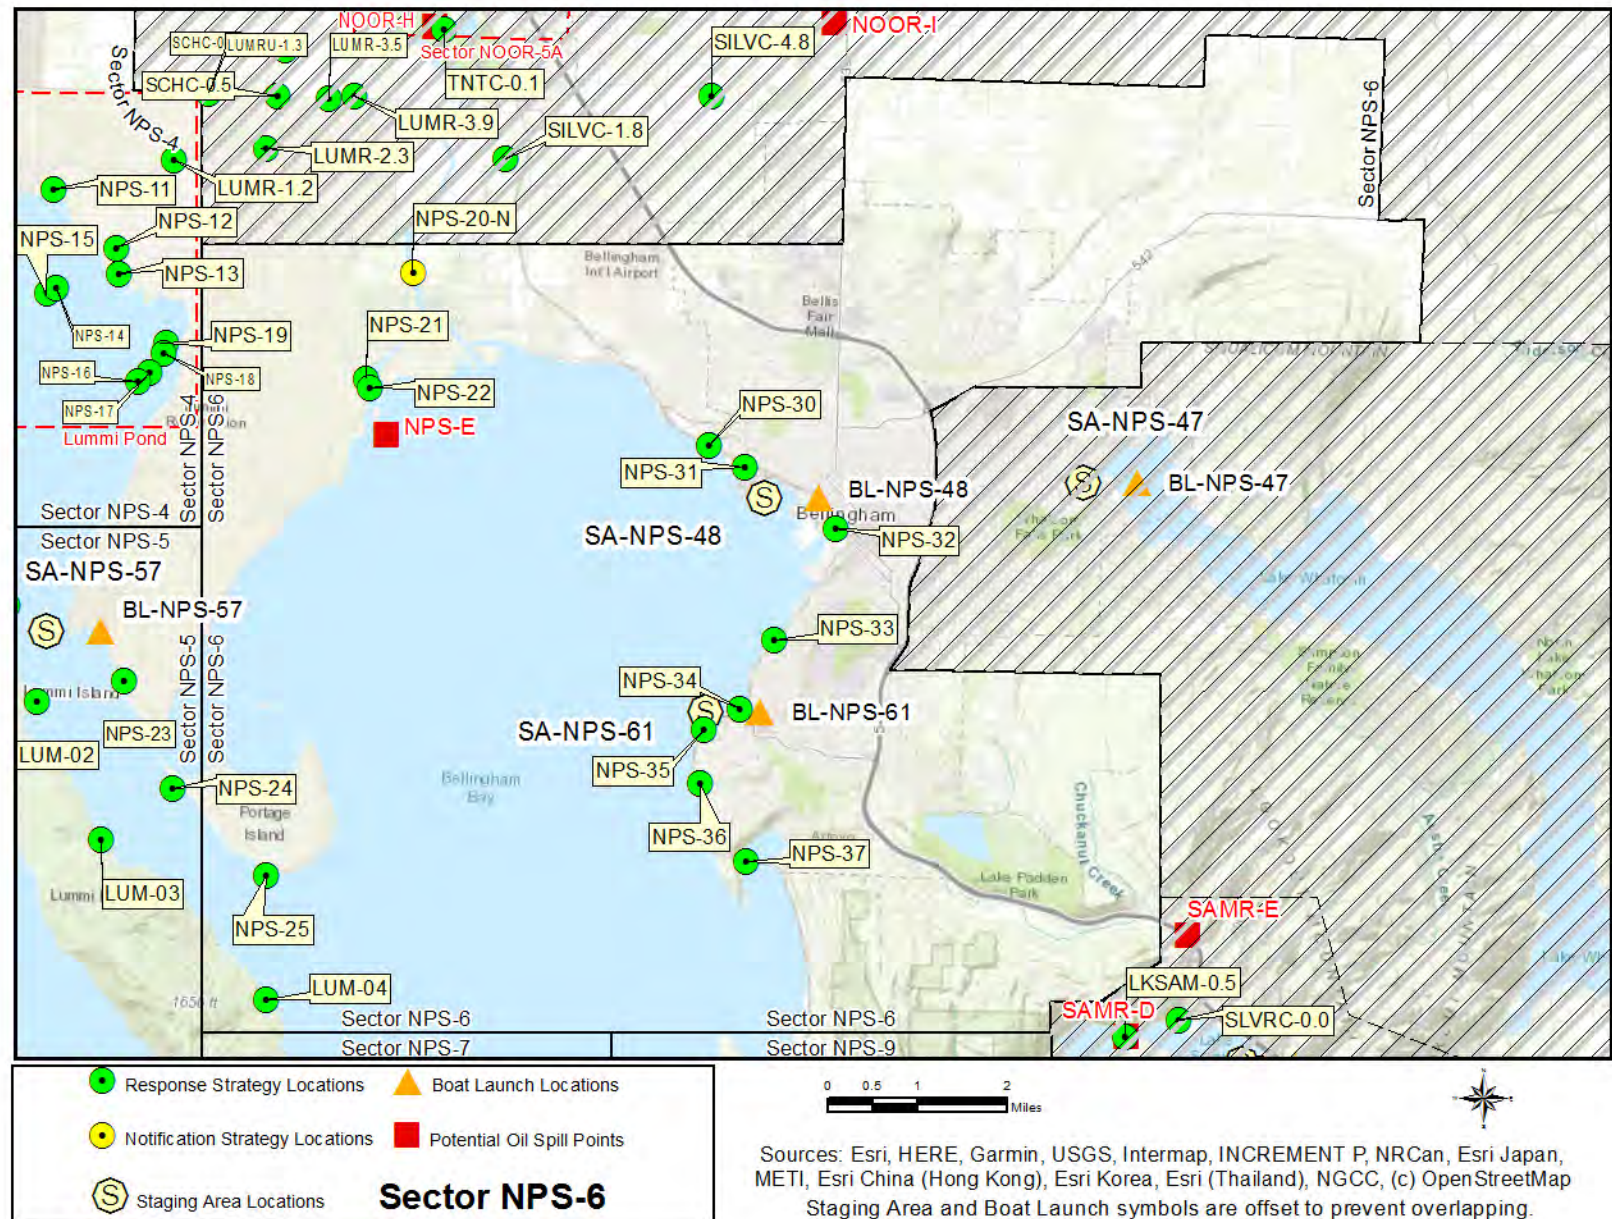 NOOR-H
NOOR-I
SCHC-0
LUMRU-1.3
LUMR-3.5
Sector NOOR-5A
SILVC-4.8
Sector NPS-4
SCHC-0.5
TNTC-0.1
LUMR-3.9
SILVC-1.8
LUMR-2.3
LUMR-1.2
Sector NPS-6
NPS-11
NPS-12
NPS-20-N
NPS-15
NPS-13
Bellingham
Int'l Airport
542
NPS-14
Bellis
Fair
Mall
NPS-21
NPS-19
NPS-16
NPS-18
NPS-22
NPS-17
NPS-30
SA-NPS-47
Lummi Pond
NPS-E
Sector NPS-4
Sector NPS-6
NPS-31
BL-NPS-48
BL-NPS-47
Sector NPS-4
Bellingham
SA-NPS-48
NPS-32
Sector NPS-5
SA-NPS-57
Lake Whatcom
BL-NPS-57
NPS-33
Sector NPS-5
Sector NPS-6
NPS-34
Lummi Island
BL-NPS-61
NPS-23
SA-NPS-61
LUM-02
NPS-35
NPS-24
Bellingham
Bay
Portage
Island
Chuckanut
Creek
NPS-36
NPS-37
Lake Padden
Park
LUM-03
Lummi
SAMR-E
NPS-25
LKSAM-0.5
LUM-04
1656 ft
SAMR-D
SLVRC-0.0
Sector NPS-6
Sector NPS-6
Sector NPS-7
Sector NPS-9
Lake
Response Strategy Locations
Boat Launch Locations
Notification Strategy Locations
Potential Oil Spill Points
S Staging Area Locations
Sector NPS-6
0 0.5 1 2
Miles
Sources: Esri, HERE, Garmin, USGS, Intermap, INCREMENT P, NRCan, Esri Japan,
METI, Esri China (Hong Kong), Esri Korea, Esri (Thailand), NGCC, (c) OpenStreetMap
Staging Area and Boat Launch symbols are offset to prevent overlapping.